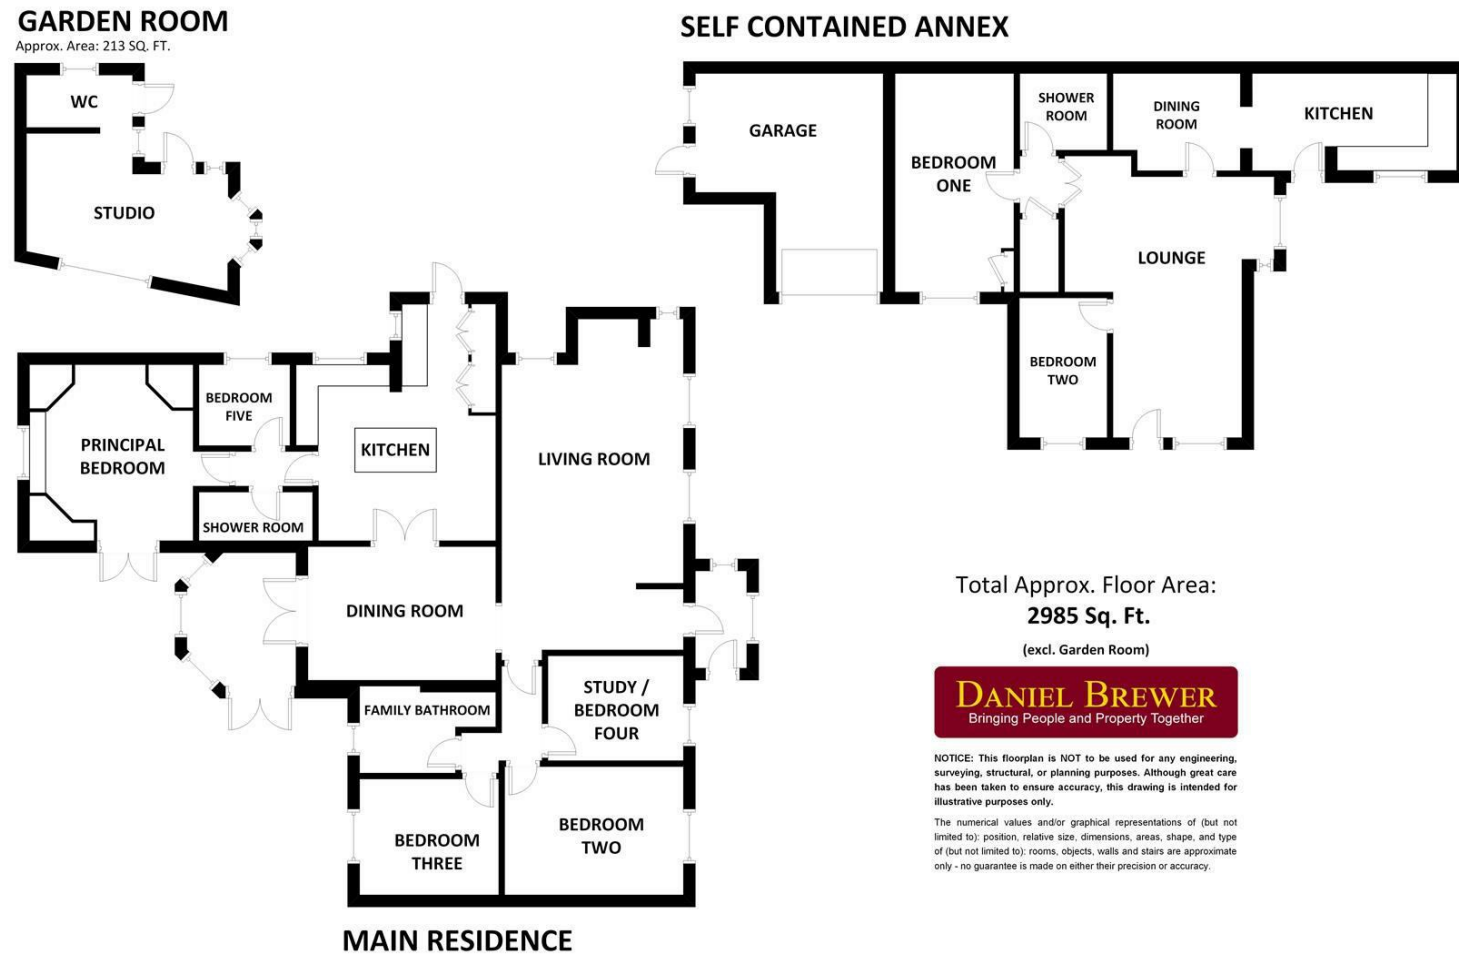 GARDEN ROOM
Approx. Area: 213 SQ. FT.
WC
STUDIO
SELF CONTAINED ANNEX
GARAGE
BEDROOM
ONE
SHOWER
ROOM
DINING
ROOM
KITCHEN
LOUNGE
BEDROOM
TWO
PRINCIPAL
BEDROOM
BEDROOM
FIVE
KITCHEN
LIVING ROOM
SHOWER ROOM
DINING ROOM
FAMILY BATHROOM
STUDY /
BEDROOM
FOUR
BEDROOM
THREE
BEDROOM
TWO
MAIN RESIDENCE
Total Approx. Floor Area:
2985 Sq. Ft.
(excl. Garden Room)
DANIEL BREWER
Bringing People and Property Together
NOTICE: This floorplan is NOT to be used for any engineering,
surveying, structural, or planning purposes. Although great care
has been taken to ensure accuracy, this drawing is intended for
illustrative purposes only.
The numerical values and/or graphical representations of (but not
limited to): position, relative size, dimensions, areas, shape, and type
of (but not limited to): rooms, objects, walls and stairs are approximate
only - no guarantee is made on either their precision or accuracy.